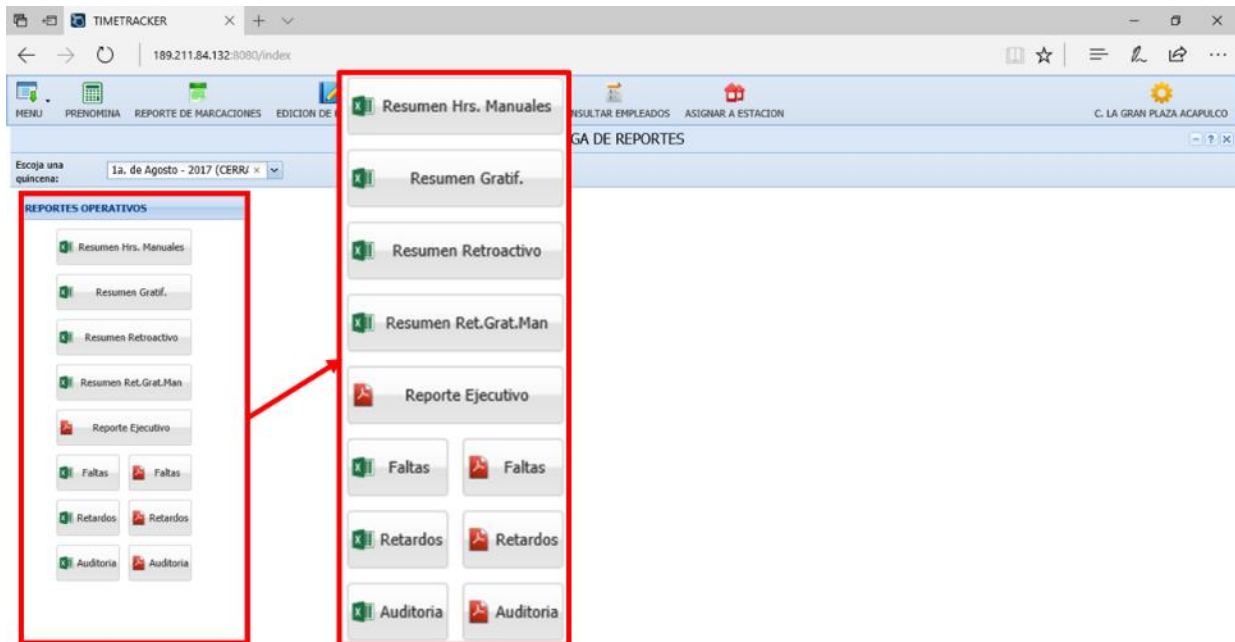 TIMETRACKER
189.211.84.132:8080/index
MENU PRENOMINA REPORTE DE MARCACIONES EDICION DE NSULTAR EMPLEADOS ASIGNAR A ESTACION C. LA GRAN PLAZA ACAPULCO
GA DE REPORTES
Escoja una
quincena:
1a. de Agosto - 2017 (CERRA
REPORTES OPERATIVOS
Resumen Hrs. Manuales
Resumen Gratif.
Resumen Retroactivo
Resumen Ret.Grat.Man
Reporte Ejecutivo
Faltas Faltas
Retardos Retardos
Auditoria Auditoria
Resumen Hrs. Manuales
Resumen Gratif.
Resumen Retroactivo
Resumen Ret.Grat.Man
Reporte Ejecutivo
Faltas Faltas
Retardos Retardos
Auditoria Auditoria